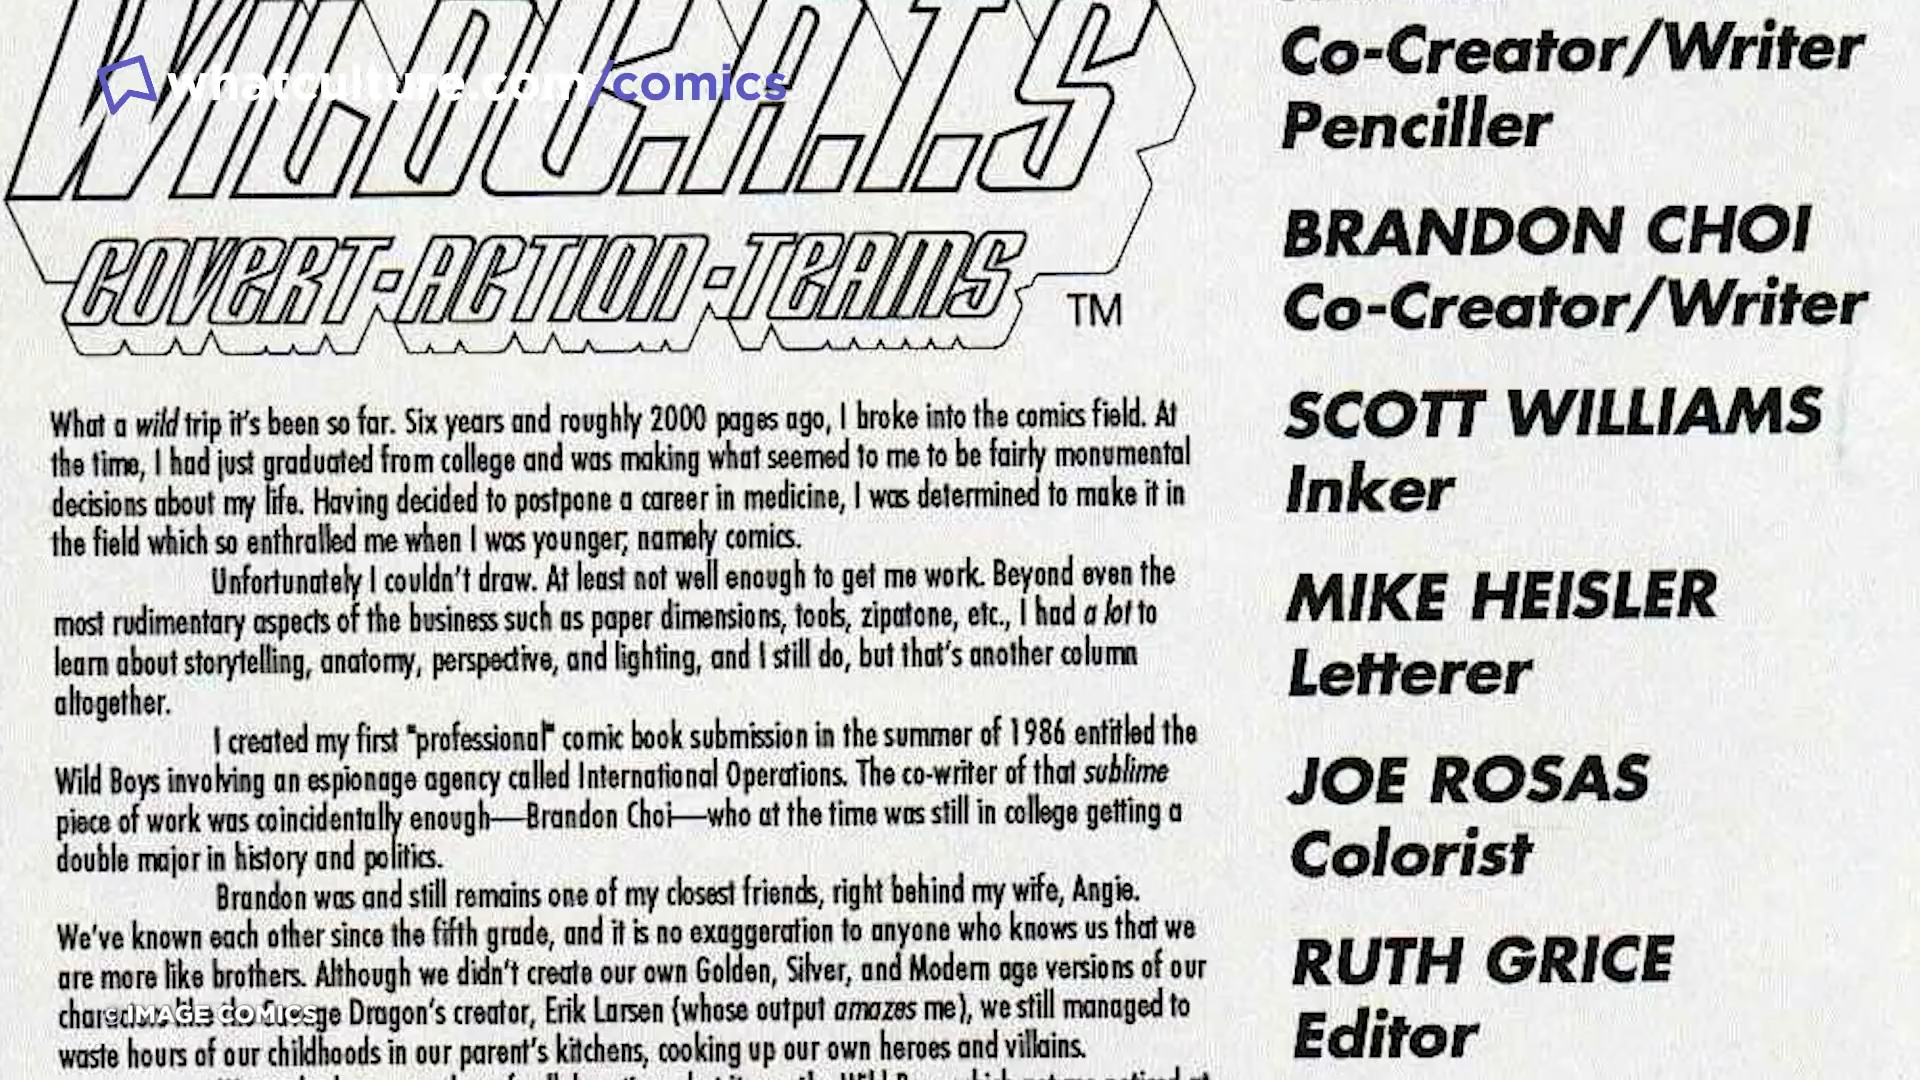 WILDC.A.T.S
whatculture.com/comics
COVERT-ACTION-TEAMS
TM
What a wild trip it's been so far. Six years and roughly 2000 pages ago, I broke into the comics field. At
the time, I had just graduated from college and was making what seemed to me to be fairly monumental
decisions about my life. Having decided to postpone a career in medicine, I was determined to make it in
the field which so enthralled me when I was younger, namely comics.
Unfortunately I couldn't draw. At least not well enough to get me work. Beyond even the
most rudimentary aspects of the business such as paper dimensions, tools, zipatone, etc., I had a lot to
learn about storytelling, anatomy, perspective, and lighting, and I still do, but that's another column
altogether.
I created my first "professional" comic book submission in the summer of 1986 entitled the
Wild Boys involving an espionage agency called International Operations. The co-writer of that sublime
piece of work was coincidentally enough—Brandon Choi—who at the time was still in college getting a
double major in history and politics.
Brandon was and still remains one of my closest friends, right behind my wife, Angie.
We've known each other since the fifth grade, and it is no exaggeration to anyone who knows us that we
are more like brothers. Although we didn't create our own Golden, Silver, and Modern age versions of our
characters like the Savage Dragon's creator, Erik Larsen (whose output amazes me), we still managed to
waste hours of our childhoods in our parent's kitchens, cooking up our own heroes and villains.
© IMAGE COMICS
Co-Creator/Writer
Penciller
BRANDON CHOI
Co-Creator/Writer
SCOTT WILLIAMS
Inker
MIKE HEISLER
Letterer
JOE ROSAS
Colorist
RUTH GRICE
Editor